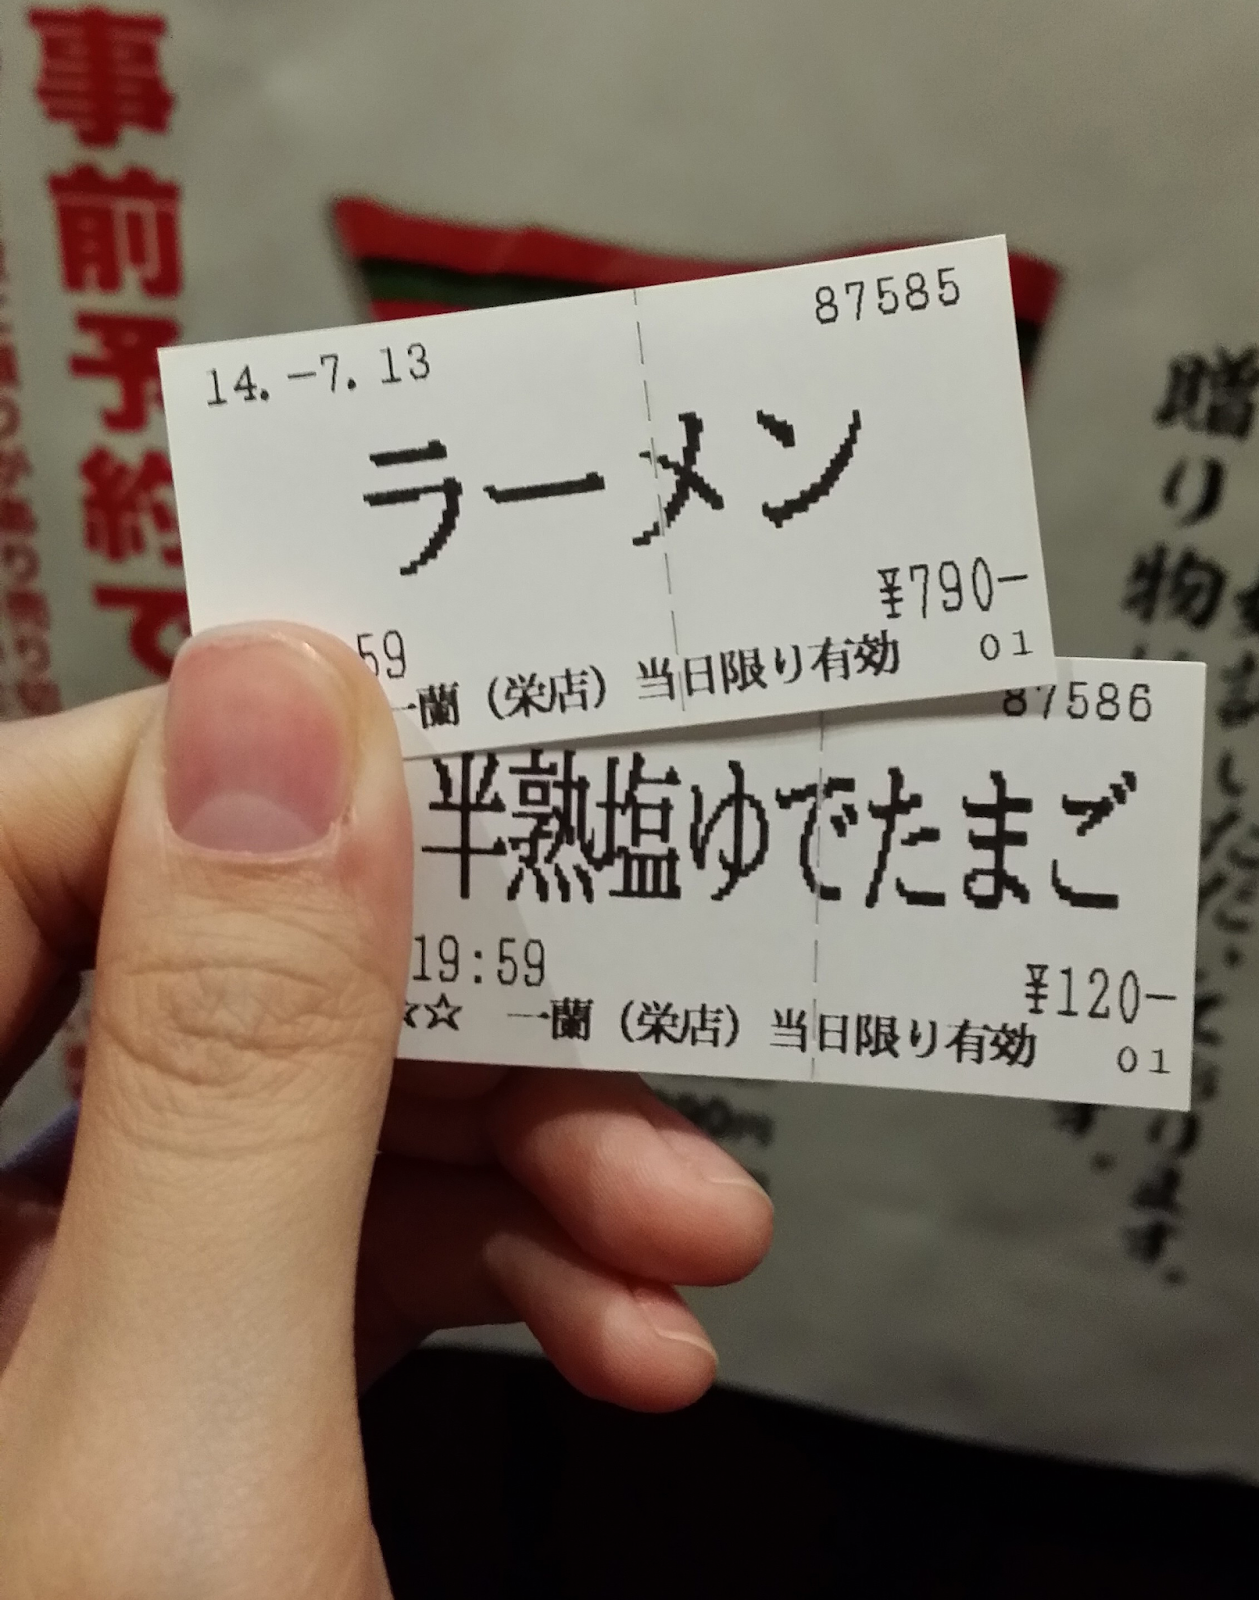 事前予約で
14.-7.13
87585
ラーメン
¥790-
59
一蘭(栄店)当日限り有効 01
87586
半熟塩ゆでたまご
19:59
¥120-
☆ 一蘭(栄店)当日限り有効 01
贈り物